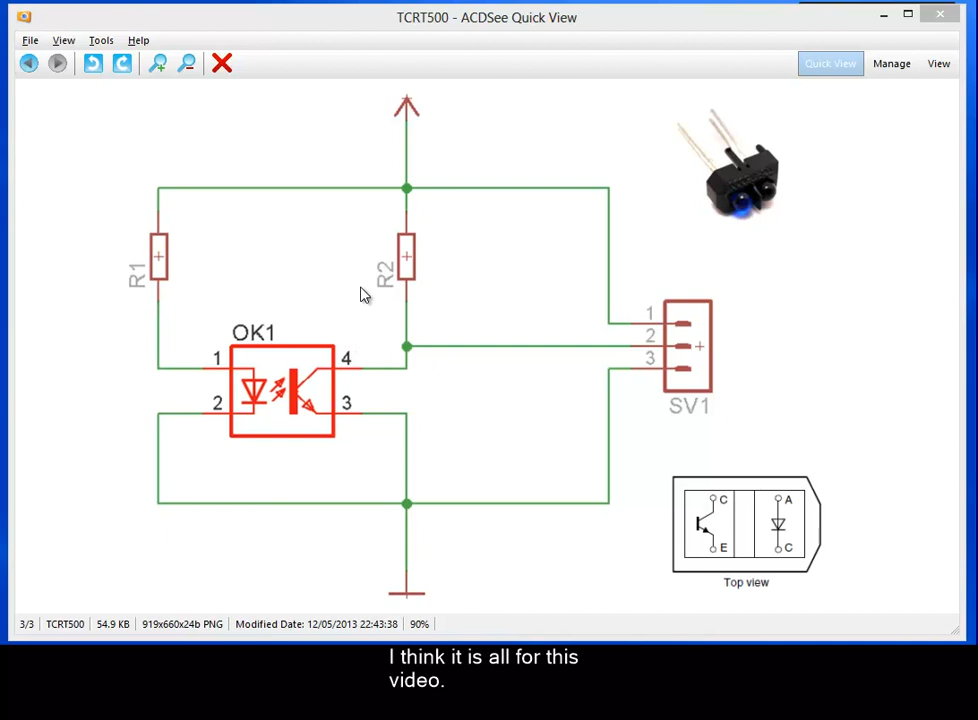 TCRT500 - ACDSee Quick View
File View Tools Help
Quick View Manage View
R1
R2
OK1
1
4
2
3
1
2
3
SV1
C
A
E
C
Top view
3/3 TCRT500 54.9 KB 919x660x24b PNG Modified Date: 12/05/2013 22:43:38 90%
I think it is all for this
video.